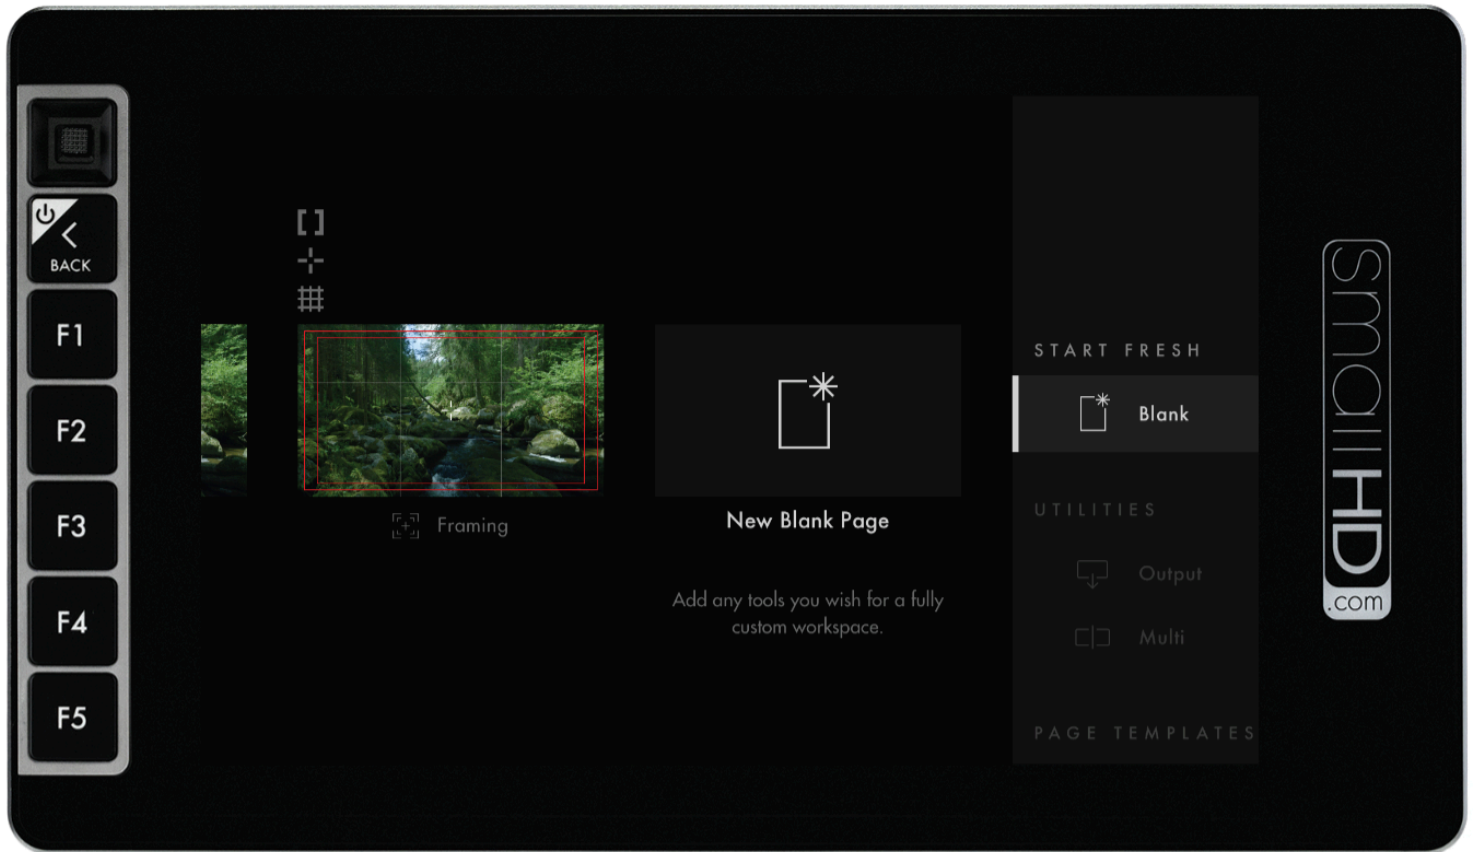 BACK
F1
F2
F3
F4
F5
Framing
New Blank Page
Add any tools you wish for a fully
custom workspace.
START FRESH
Blank
UTILITIES
Output
Multi
PAGE TEMPLATES
smallHD
.com